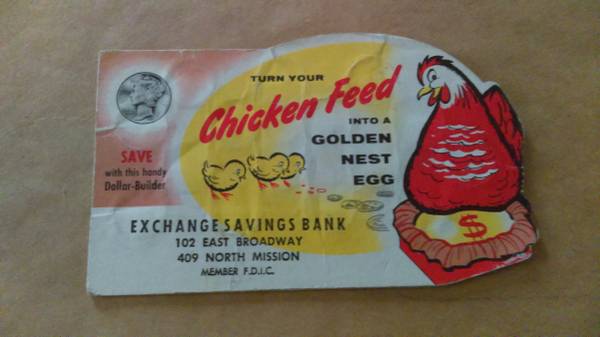 TURN YOUR
Chicken Feed
INTO A
GOLDEN
NEST
EGG
SAVE
with this handy
Dollar-Builder
EXCHANGE SAVINGS BANK
102 EAST BROADWAY
409 NORTH MISSION
MEMBER F.D.I.C.
$